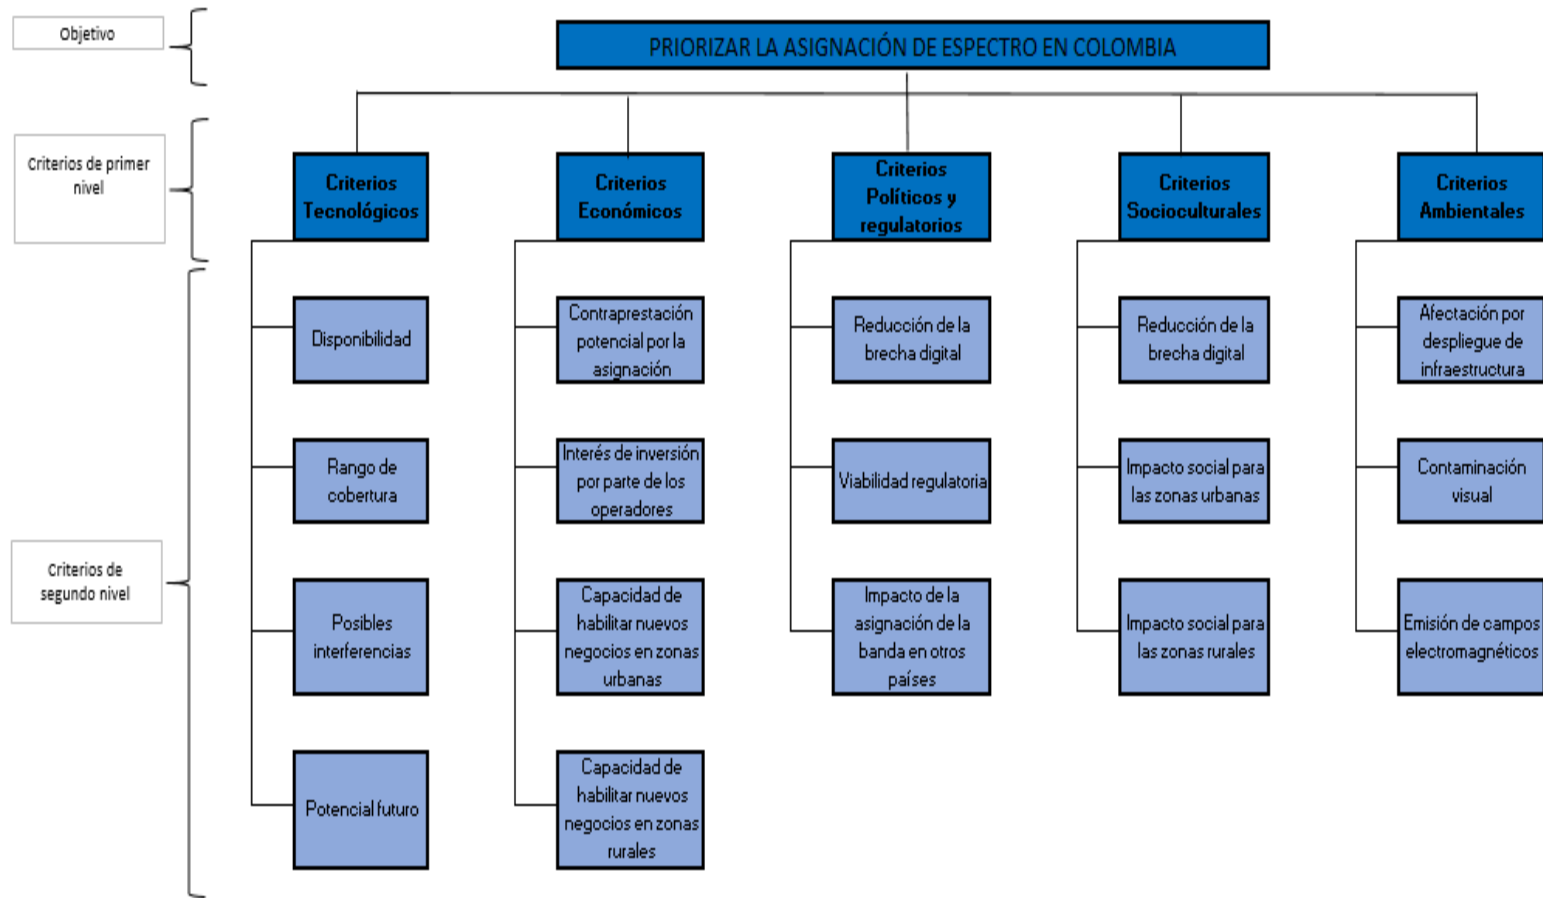 Objetivo
PRIORIZAR LA ASIGNACIÓN DE ESPECTRO EN COLOMBIA
Criterios de primer
nivel
Criterios
Tecnológicos
Criterios
Económicos
Criterios
Políticos y
regulatorios
Criterios
Socioculturales
Criterios
Ambientales
Criterios de
segundo nivel
Disponibilidad
Contraprestación
potencial por la
asignación
Reducción de la
brecha digital
Reducción de la
brecha digital
Afectación por
despliegue de
infraestructura
Rango de
cobertura
Interés de inversión
por parte de los
operadores
Viabilidad regulatoria
Impacto social para
las zonas urbanas
Contaminación
visual
Posibles
interferencias
Capacidad de
habilitar nuevos
negocios en zonas
urbanas
Impacto de la
asignación de la
banda en otros
países
Impacto social para
las zonas rurales
Emisión de campos
electromagnéticos
Potencial futuro
Capacidad de
habilitar nuevos
negocios en zonas
rurales